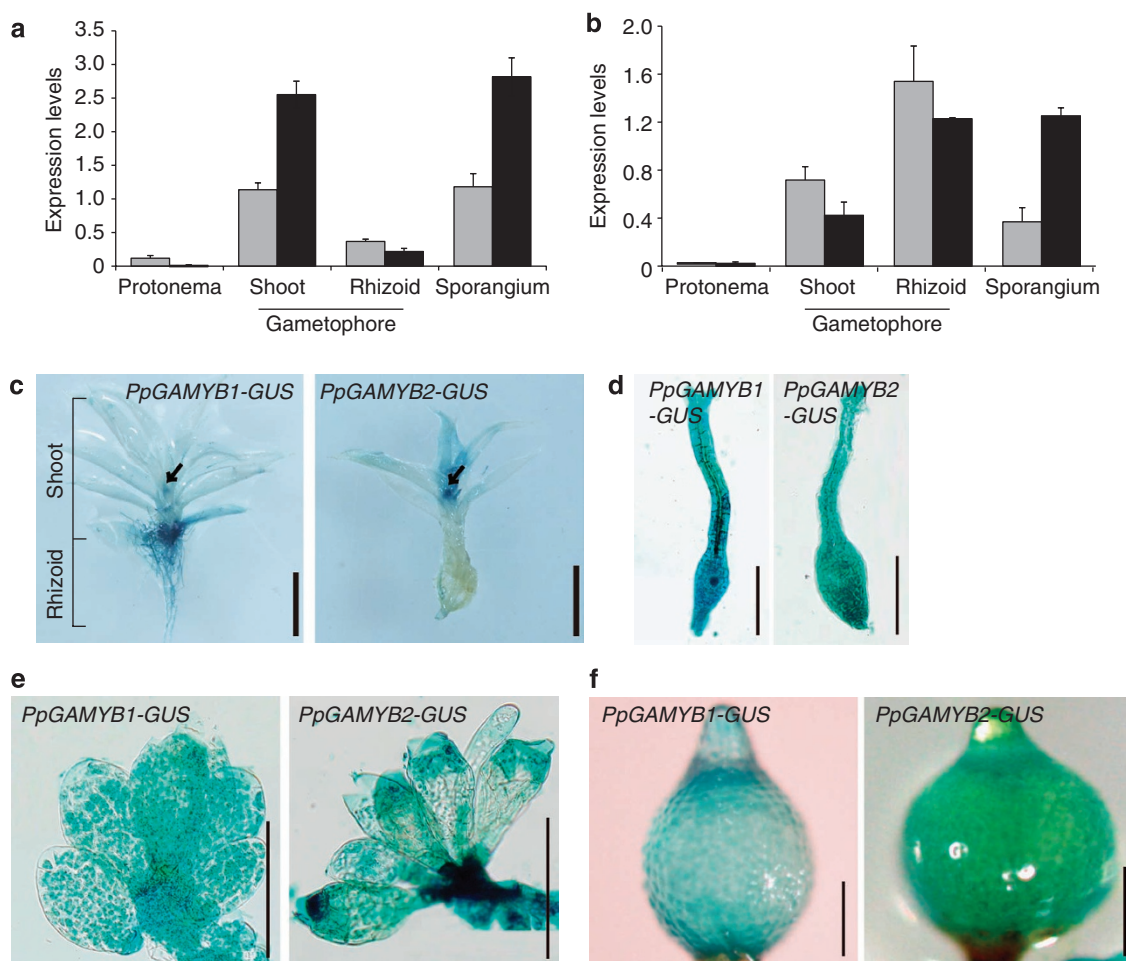 a
3.5
3.0
2.5
2.0
1.5
1.0
0.5
0
Expression levels
Protonema Shoot Rhizoid Sporangium
Gametophore
b
2.0
1.6
1.2
0.8
0.4
0
Expression levels
Protonema Shoot Rhizoid Sporangium
Gametophore
c
Shoot
Rhizoid
PpGAMYB1-GUS
PpGAMYB2-GUS
d
PpGAMYB1
-GUS
PpGAMYB2
-GUS
e
PpGAMYB1-GUS
PpGAMYB2-GUS
f
PpGAMYB1-GUS
PpGAMYB2-GUS